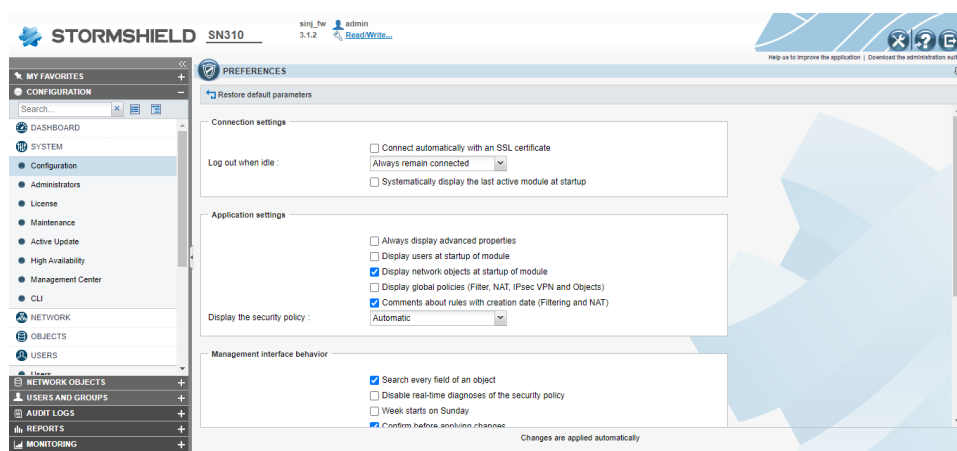 STORMSHIELD
SN310
sinj_fw admin
3.1.2 Read/Write...
Help us to improve the application | Download the administration suite
MY FAVORITES
CONFIGURATION
Search...
DASHBOARD
SYSTEM
Configuration
Administrators
License
Maintenance
Active Update
High Availability
Management Center
CLI
NETWORK
OBJECTS
USERS
Users
NETWORK OBJECTS
USERS AND GROUPS
AUDIT LOGS
REPORTS
MONITORING
PREFERENCES
Restore default parameters
Connection settings
Connect automatically with an SSL certificate
Log out when idle : Always remain connected
Systematically display the last active module at startup
Application settings
Always display advanced properties
Display users at startup of module
Display network objects at startup of module
Display global policies (Filter, NAT, IPsec VPN and Objects)
Comments about rules with creation date (Filtering and NAT)
Display the security policy : Automatic
Management interface behavior
Search every field of an object
Disable real-time diagnoses of the security policy
Week starts on Sunday
Confirm before applying changes
Changes are applied automatically